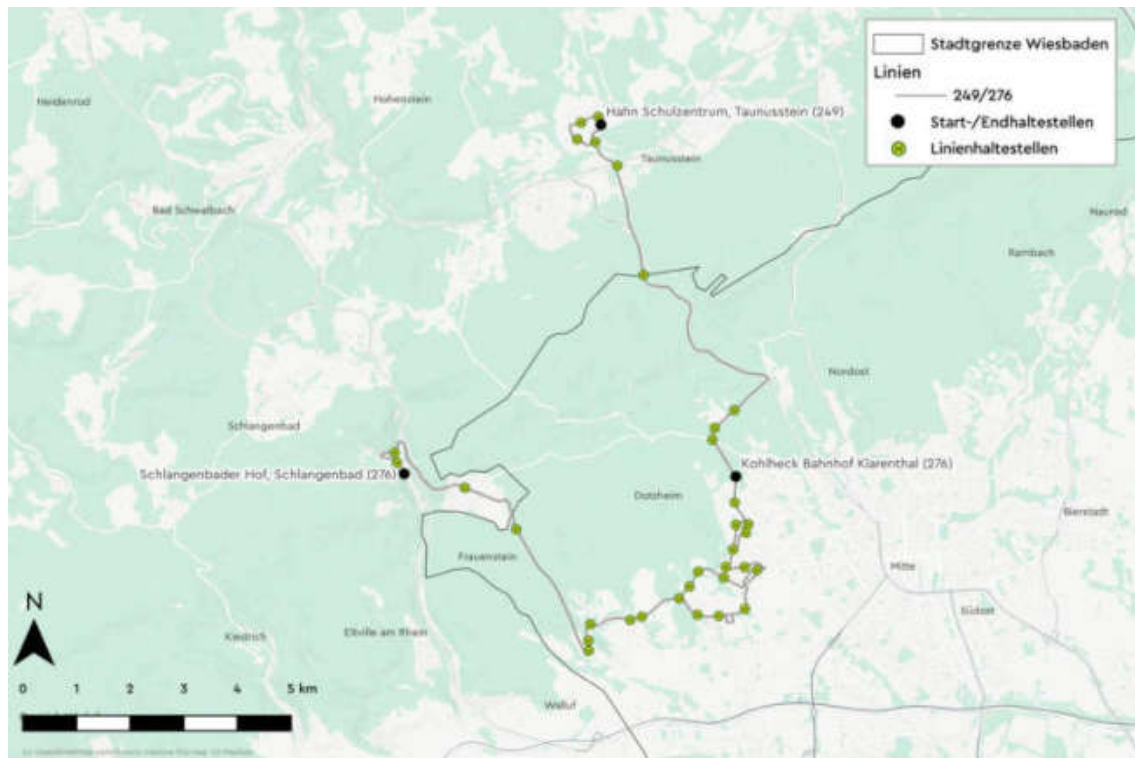 Stadtgrenze Wiesbaden
Linien
249/276
Start-/Endhaltestellen
Linienhaltestellen
Heidenrod
Hohenstein
Hahn Schulzentrum, Taunusstein (249)
Taunusstein
Bad Schwalbach
Naurod
Rambach
Nordost
Schlangenbad
Schlangenbader Hof, Schlangenbad (276)
Kohlheck Bahnhof Klarenthal (276)
Dotzheim
Bierstadt
Frauenstein
Mitte
Südost
N
Kiedrich
Eltville am Rhein
Walluf
0 1 2 3 4 5 km